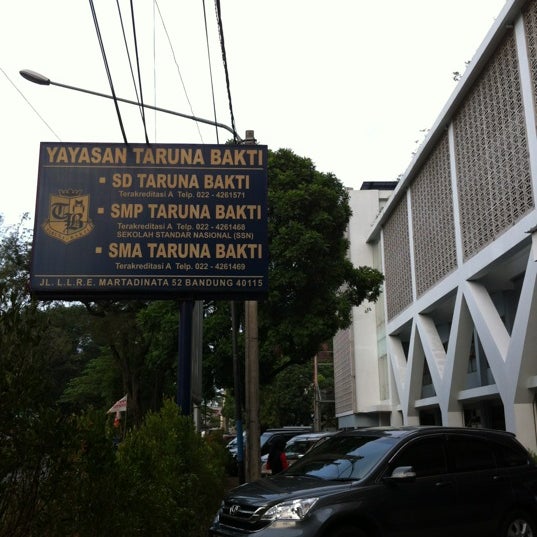 YAYASAN TARUNA BAKTI
• SD TARUNA BAKTI
Terakreditasi A Telp. 022 - 4261571
• SMP TARUNA BAKTI
Terakreditasi A Telp. 022 - 4261468
SEKOLAH STANDAR NASIONAL (SSN)
• SMA TARUNA BAKTI
Terakreditasi A Telp. 022 - 4261469
JL. L.L.R.E. MARTADINATA 52 BANDUNG 40115
TB